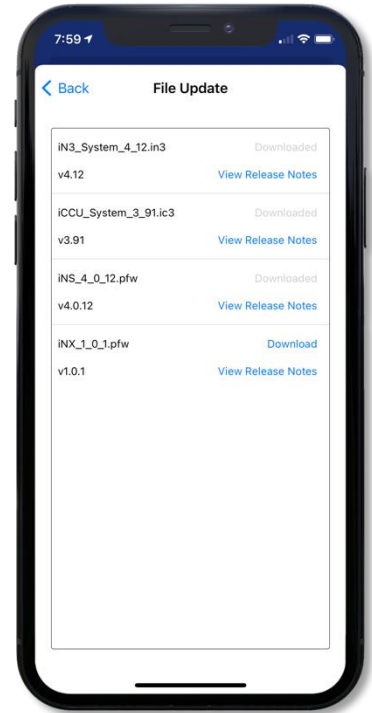 7:59
Back File Update
iN3_System_4_12.in3 Downloaded
v4.12 View Release Notes
iCCU_System_3_91.ic3 Downloaded
v3.91 View Release Notes
iNS_4_0_12.pfw Downloaded
v4.0.12 View Release Notes
iNX_1_0_1.pfw Download
v1.0.1 View Release Notes